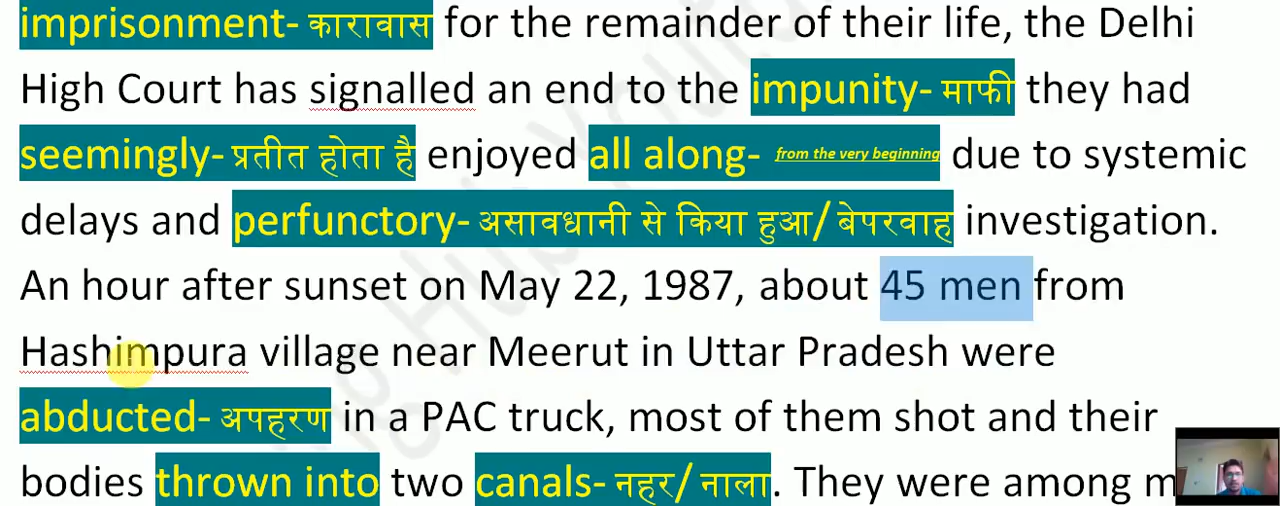 imprisonment- कारावास for the remainder of their life, the Delhi
High Court has signalled an end to the impunity- माफी they had
seemingly- प्रतीत होता है enjoyed all along- from the very beginning due to systemic
delays and perfunctory- असावधानी से किया हुआ/ बेपरवाह investigation.
An hour after sunset on May 22, 1987, about 45 men from
Hashimpura village near Meerut in Uttar Pradesh were
abducted- अपहरण in a PAC truck, most of them shot and their
bodies thrown into two canals- नहर/ नाला. They were among